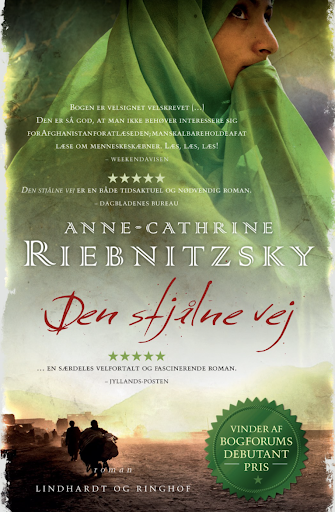 BOGEN ER VELSIGNET VELSKREVET [...]
DEN ER SÅ GOD, AT MAN IKKE BEHØVER INTERESSERE SIG
FOR AFGHANISTAN FOR AT LÆSE DEN; MAN SKAL BARE HOLDE AF AT
LÆSE OM MENNESKESKÆBNER. LÆS, LÆS, LÆS!
- WEEKENDAVISEN
★★★★★
DEN STJÅLNE VEJ ER EN BÅDE TIDSAKTUEL OG NØDVENDIG ROMAN.
- DAGBLADENES BUREAU
ANNE-CATHRINE
RIEBNITZSKY
Den stjålne vej
★★★★★
... EN SÆRDELES VELFORTALT OG FASCINERENDE ROMAN.
- JYLLANDS-POSTEN
VINDER AF
BOGFORUMS
DEBUTANT
PRIS
roman
LINDHARDT OG RINGHOF